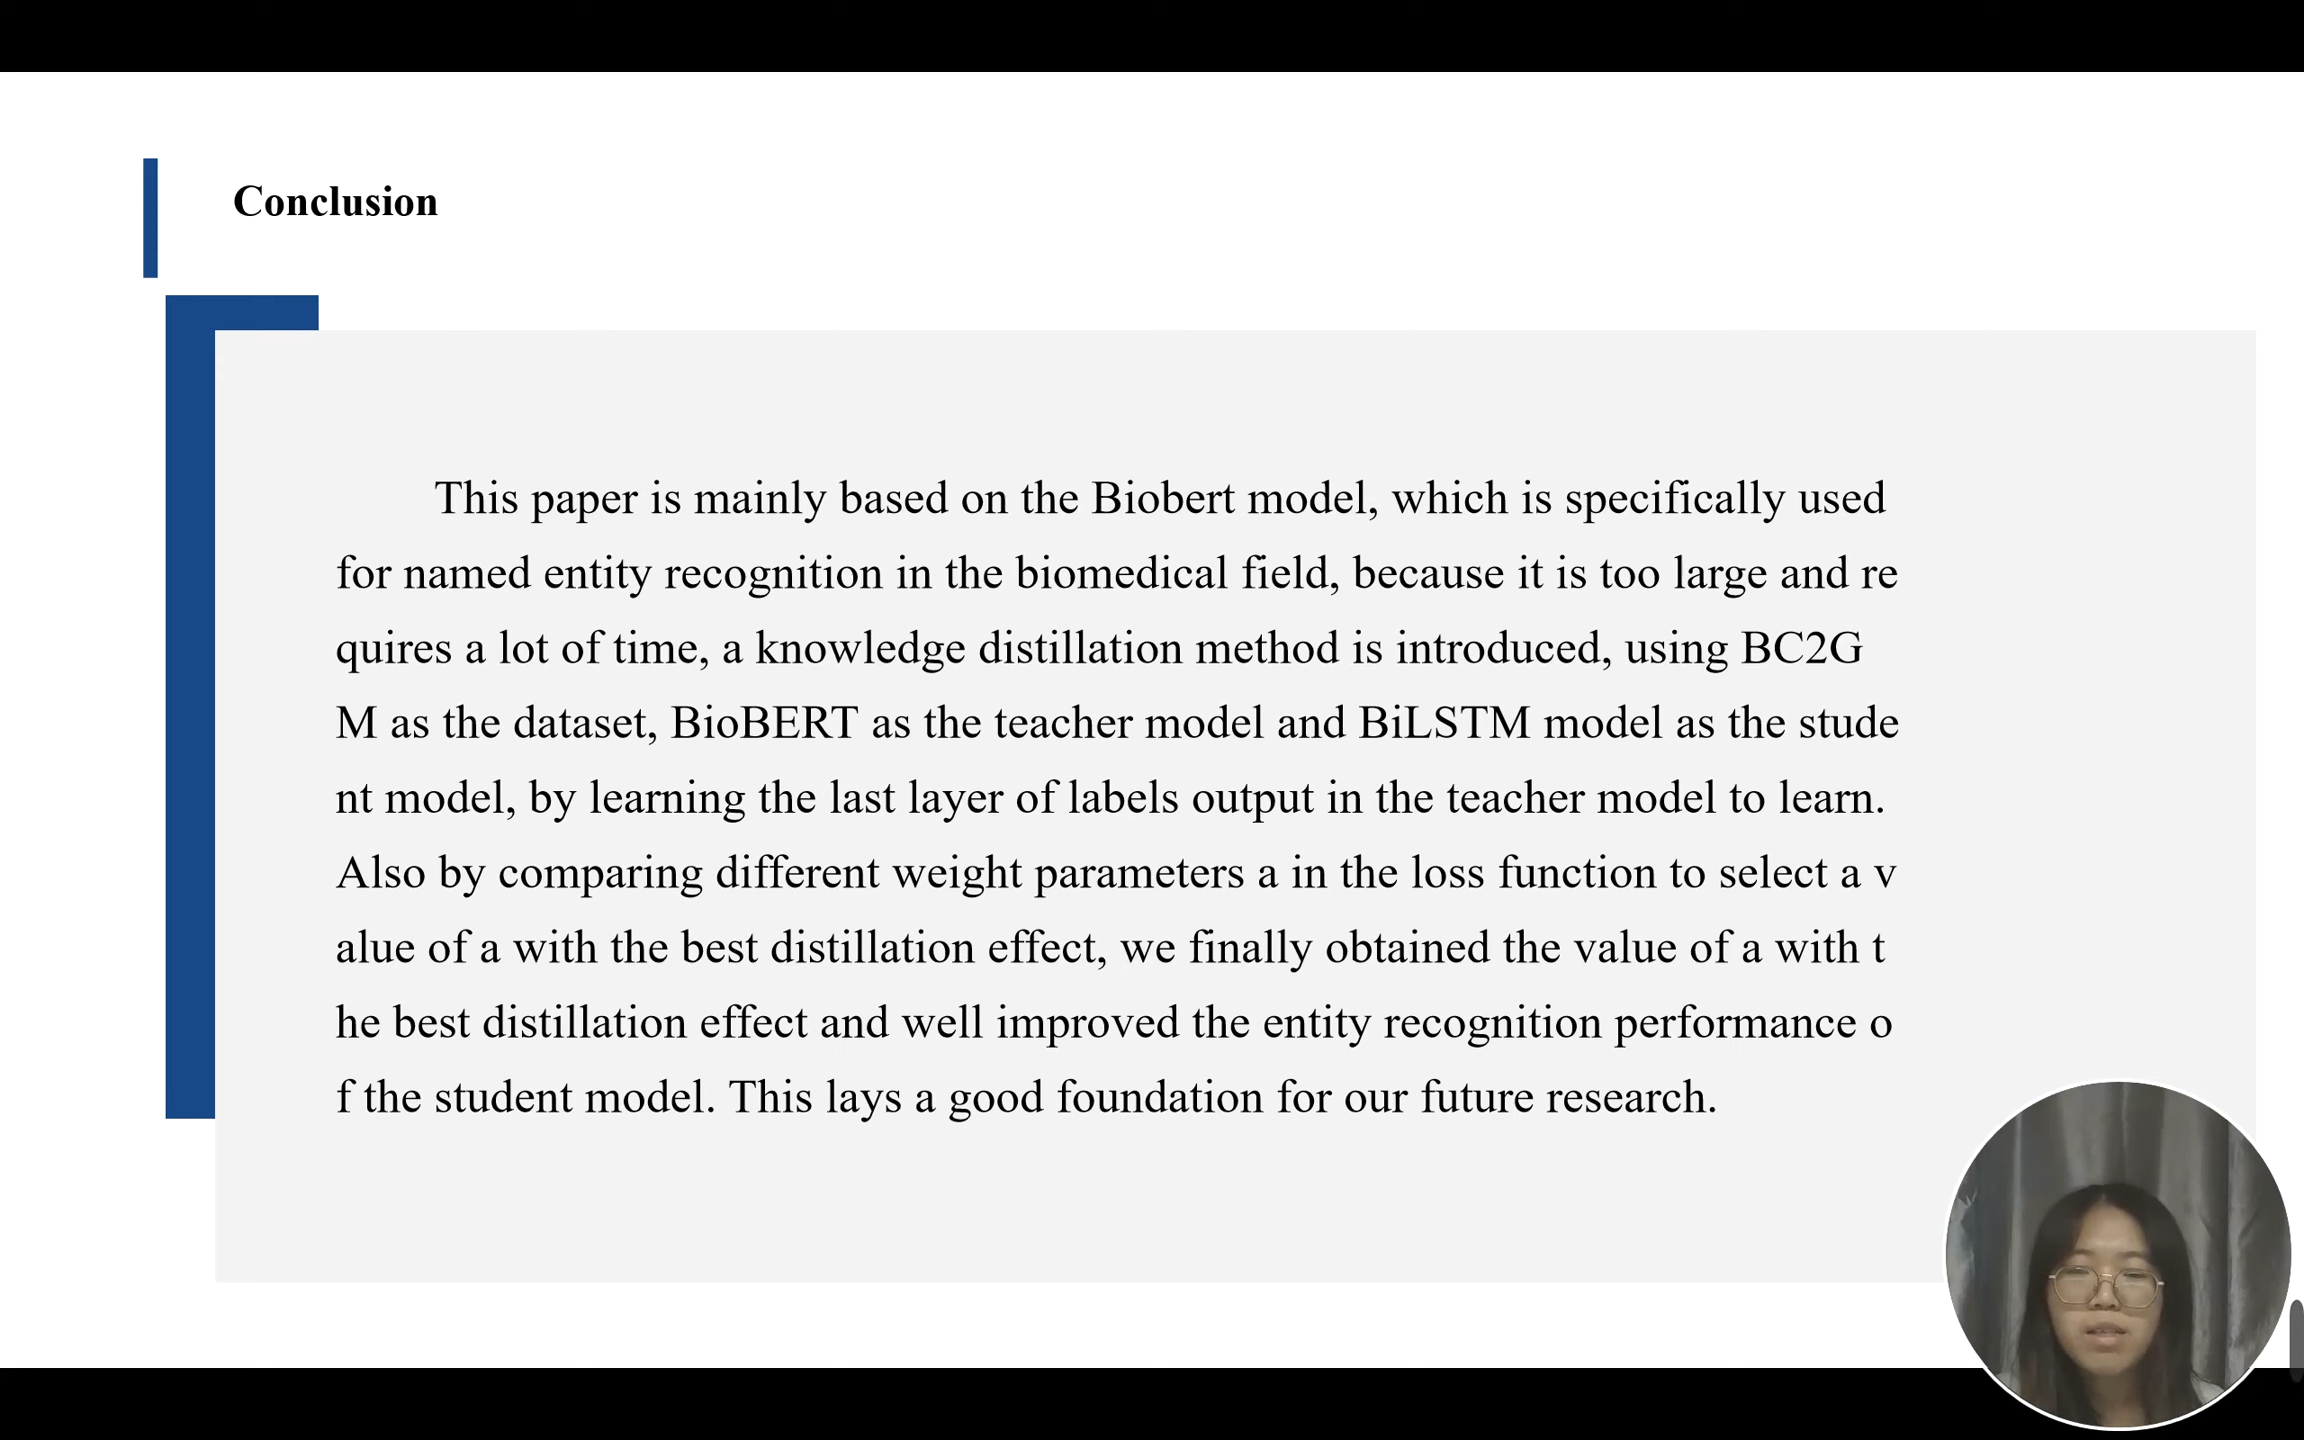 Conclusion
This paper is mainly based on the Biobert model, which is specifically used
for named entity recognition in the biomedical field, because it is too large and re
quires a lot of time, a knowledge distillation method is introduced, using BC2G
M as the dataset, BioBERT as the teacher model and BiLSTM model as the stude
nt model, by learning the last layer of labels output in the teacher model to learn.
Also by comparing different weight parameters a in the loss function to select a v
alue of a with the best distillation effect, we finally obtained the value of a with t
he best distillation effect and well improved the entity recognition performance o
f the student model. This lays a good foundation for our future research.